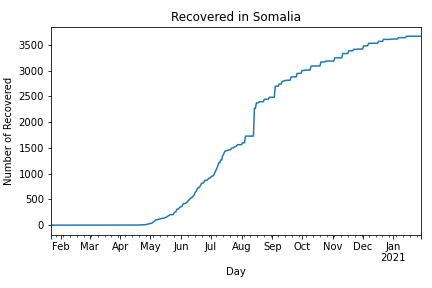 Recovered in Somalia
Number of Recovered
3500
3000
2500
2000
1500
1000
500
0
Feb Mar Apr May Jun Jul Aug Sep Oct Nov Dec Jan
2021
Day